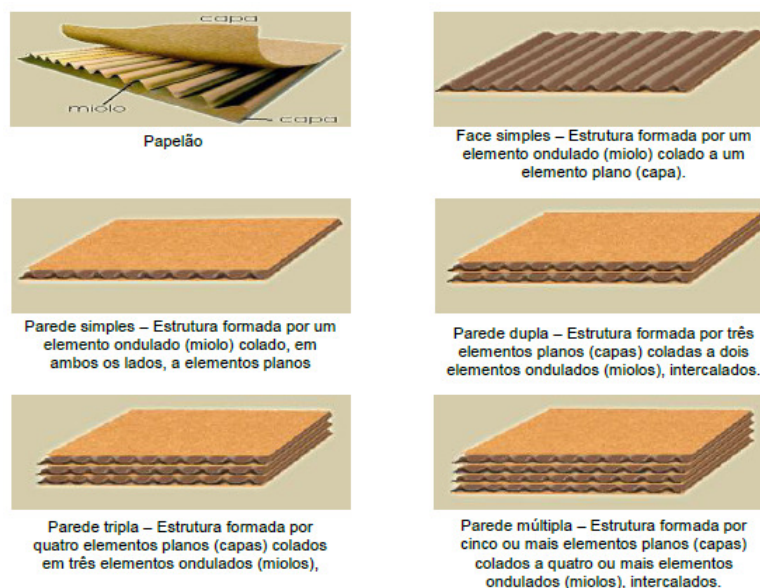 capa
miolo
capa
Papelão
Face simples – Estrutura formada por um
elemento ondulado (miolo) colado a um
elemento plano (capa).
Parede simples – Estrutura formada por um
elemento ondulado (miolo) colado, em
ambos os lados, a elementos planos
Parede dupla – Estrutura formada por três
elementos planos (capas) coladas a dois
elementos ondulados (miolos), intercalados.
Parede tripla – Estrutura formada por
quatro elementos planos (capas) colados
em três elementos ondulados (miolos),
Parede múltipla – Estrutura formada por
cinco ou mais elementos planos (capas)
colados a quatro ou mais elementos
ondulados (miolos), intercalados.